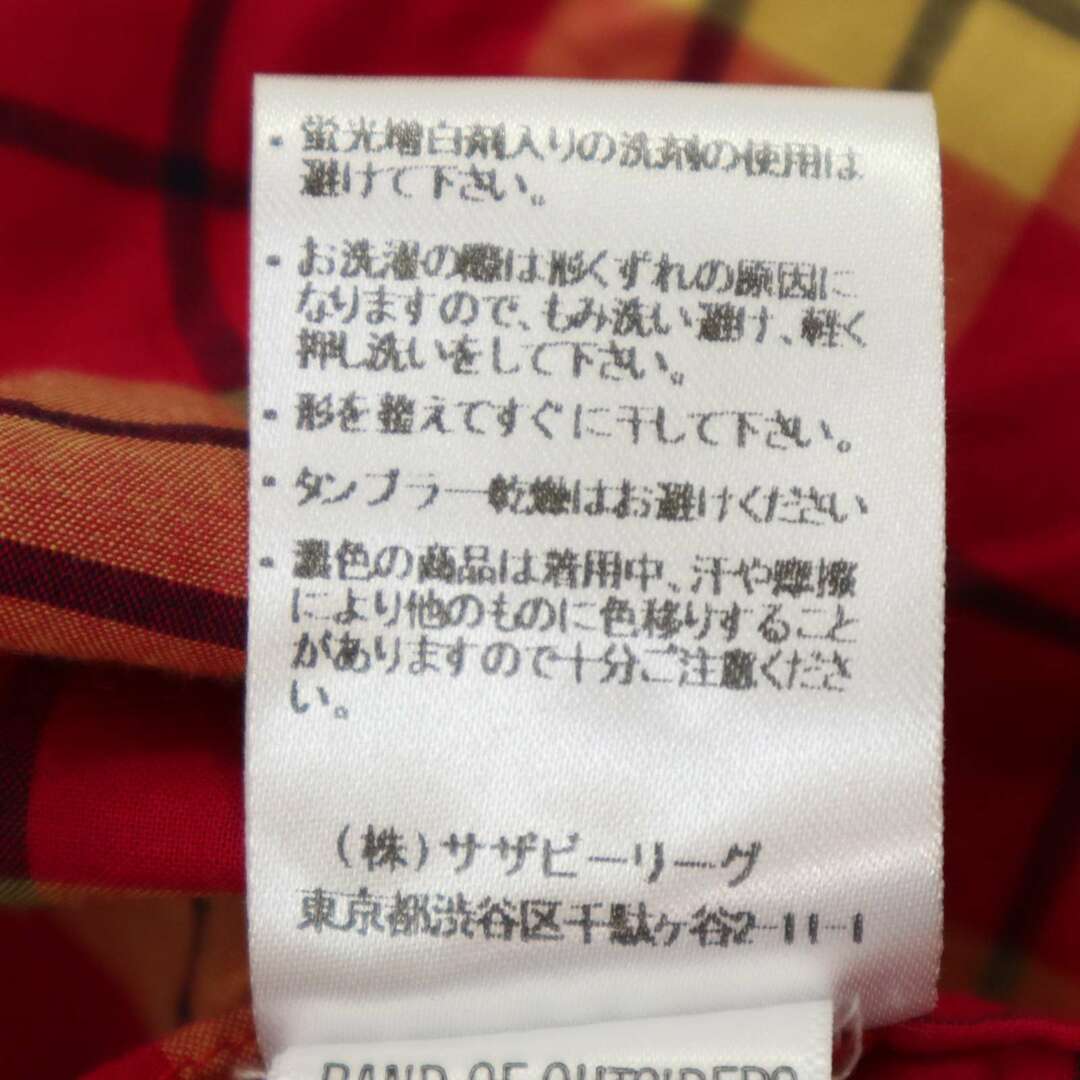 ・蛍光増白剤入りの洗剤の使用は
避けて下さい。
・お洗濯の際は形くずれの原因に
なりますので、もみ洗い避け、軽く
押し洗いをして下さい。
・形を整えてすぐに干して下さい。
・タンブラー乾燥はお避けください
・濃色の商品は着用中、汗や摩擦
により他のものに色移りすること
がありますので十分ご注意くださ
い。
(株)サザビーリーグ
東京都渋谷区千駄ヶ谷2-11-1
BAND OF OUTSIDERS